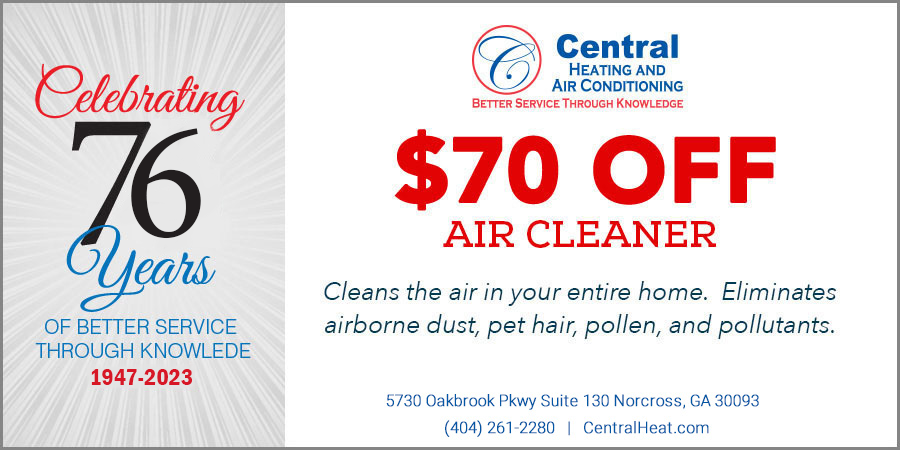 Celebrating
76
Years
OF BETTER SERVICE
THROUGH KNOWLEDE
1947-2023
C
Central
HEATING AND
AIR CONDITIONING
BETTER SERVICE THROUGH KNOWLEDGE
$70 OFF
AIR CLEANER
Cleans the air in your entire home. Eliminates
airborne dust, pet hair, pollen, and pollutants.
5730 Oakbrook Pkwy Suite 130 Norcross, GA 30093
(404) 261-2280 | CentralHeat.com